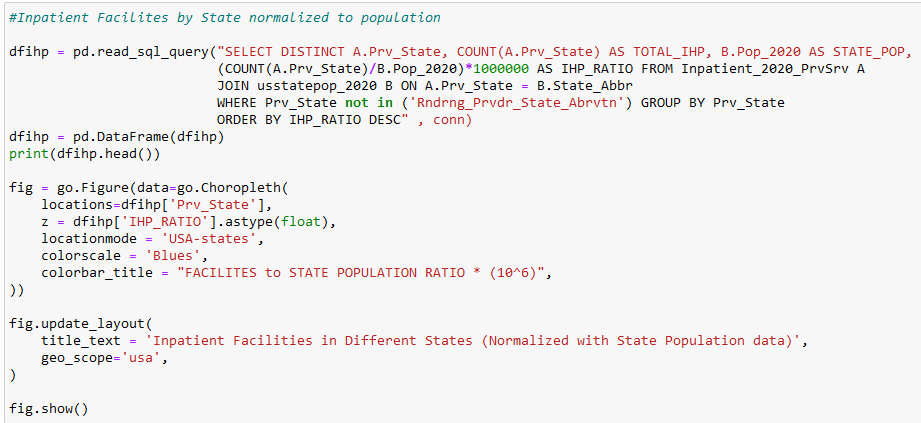 #Inpatient Facilites by State normalized to population
dfihp = pd.read_sql_query("SELECT DISTINCT A.Prv_State, COUNT(A.Prv_State) AS TOTAL_IHP, B.Pop_2020 AS STATE_POP,
(COUNT(A.Prv_State)/B.Pop_2020)*1000000 AS IHP_RATIO FROM Inpatient_2020_PrvSrv A
JOIN usstatepop_2020 B ON A.Prv_State = B.State_Abbr
WHERE Prv_State not in ('Rndrng_Prvdr_State_Abrvtn') GROUP BY Prv_State
ORDER BY IHP_RATIO DESC" , conn)
dfihp = pd.DataFrame(dfihp)
print(dfihp.head())
fig = go.Figure(data=go.Choropleth(
locations=dfihp['Prv_State'],
z = dfihp['IHP_RATIO'].astype(float),
locationmode = 'USA-states',
colorscale = 'Blues',
colorbar_title = "FACILITES to STATE POPULATION RATIO * (10^6)",
))
fig.update_layout(
title_text = 'Inpatient Facilities in Different States (Normalized with State Population data)',
geo_scope='usa',
)
fig.show()